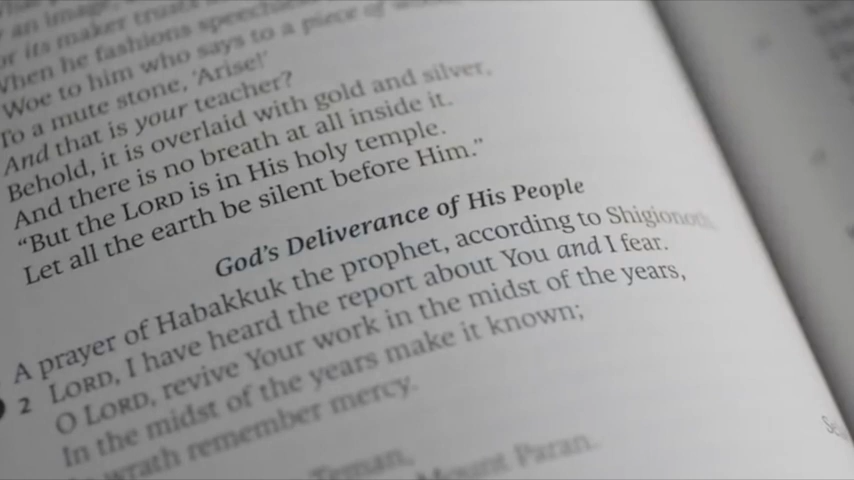 an image,
or its maker trusts
When he fashions speechless
Woe to him who says to a piece of
To a mute stone, 'Arise!'
And that is your teacher?
Behold, it is overlaid with gold and silver,
And there is no breath at all inside it.
“But the LORD is in His holy temple.
Let all the earth be silent before Him.”
God’s Deliverance of His People
A prayer of Habakkuk the prophet, according to Shigionoth.
2 LORD, I have heard the report about You and I fear.
O LORD, revive Your work in the midst of the years,
In the midst of the years make it known;
wrath remember mercy.
Teman,
Mount Paran.